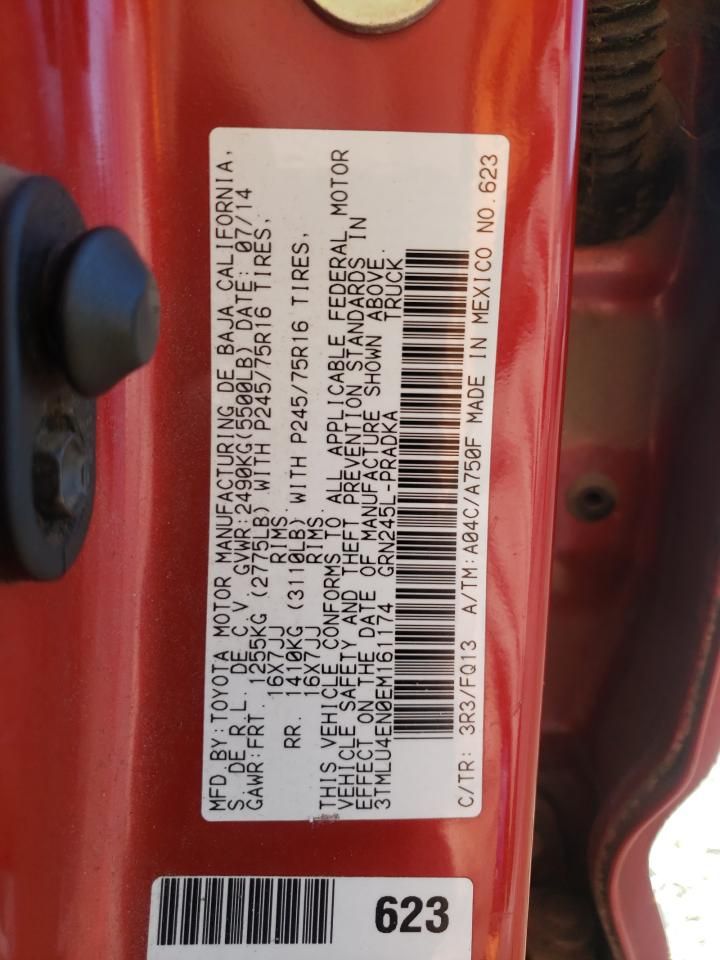 MFD BY:TOYOTA MOTOR MANUFACTURING DE BAJA CALIFORNIA,
S. DE R.L. DE C.V. GVWR:2490KG(5500LB) DATE: 07/14
GAWR:FRT. 1255KG (2775LB) WITH P245/75R16 TIRES,
16X7JJ RIMS
RR. 1410KG (3110LB) WITH P245/75R16 TIRES,
16X7JJ RIMS
THIS VEHICLE CONFORMS TO ALL APPLICABLE FEDERAL MOTOR
VEHICLE SAFETY AND THEFT PREVENTION STANDARDS IN
EFFECT ON THE DATE OF MANUFACTURE SHOWN ABOVE.
3TMLU4EN0EM161174 GRN245L-PRADKA TRUCK
C/TR: 3R3/FQ13 A/TM:A04C/A750F MADE IN MEXICO NO.623
623